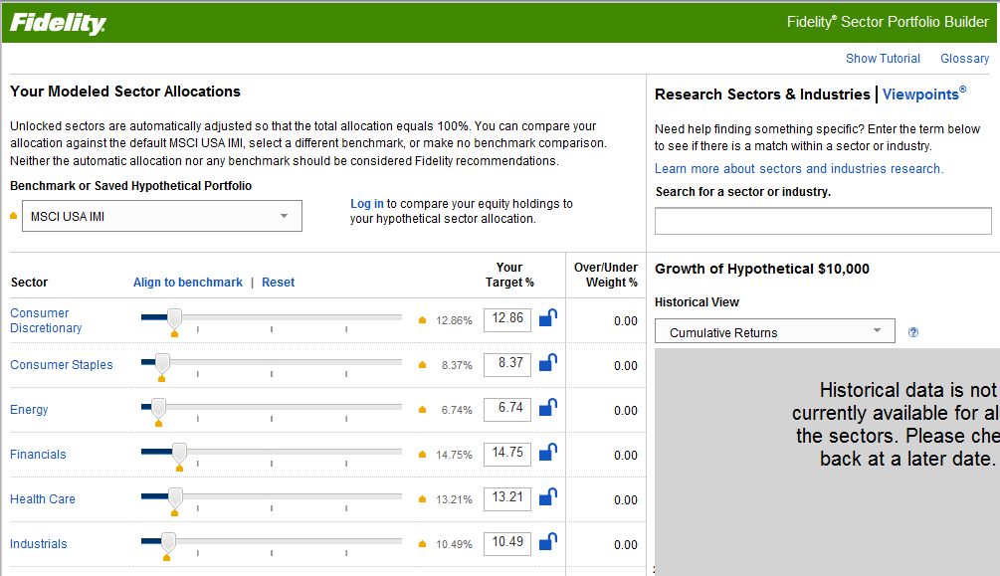 Fidelity
Fidelity® Sector Portfolio Builder
Show Tutorial Glossary
Your Modeled Sector Allocations
Unlocked sectors are automatically adjusted so that the total allocation equals 100%. You can compare your
allocation against the default MSCI USA IMI, select a different benchmark, or make no benchmark comparison.
Neither the automatic allocation nor any benchmark should be considered Fidelity recommendations.
Benchmark or Saved Hypothetical Portfolio
MSCI USA IMI
Log in to compare your equity holdings to
your hypothetical sector allocation.
Sector Align to benchmark | Reset
Your
Target %
Over/Under
Weight %
Consumer
Discretionary
12.86% 12.86 0.00
Consumer Staples 8.37% 8.37 0.00
Energy 6.74% 6.74 0.00
Financials 14.75% 14.75 0.00
Health Care 13.21% 13.21 0.00
Industrials 10.49% 10.49 0.00
Research Sectors & Industries | Viewpoints®
Need help finding something specific? Enter the term below
to see if there is a match within a sector or industry.
Learn more about sectors and industries research.
Search for a sector or industry.
Growth of Hypothetical $10,000
Historical View
Cumulative Returns ?
Historical data is not
currently available for al
the sectors. Please che
back at a later date.